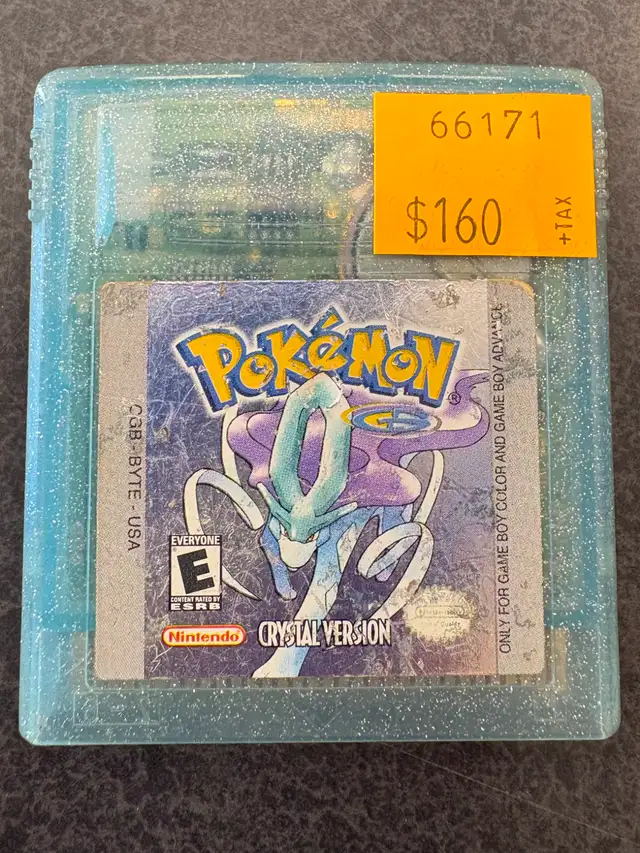 66171
$160
+TAX
POKéMON
®
GS
CGB - BYTE - USA
ONLY FOR GAME BOY COLOR AND GAME BOY ADVANCE
EVERYONE
E
CONTENT RATED BY
ESRB
Nintendo®
CRYSTAL VERSION